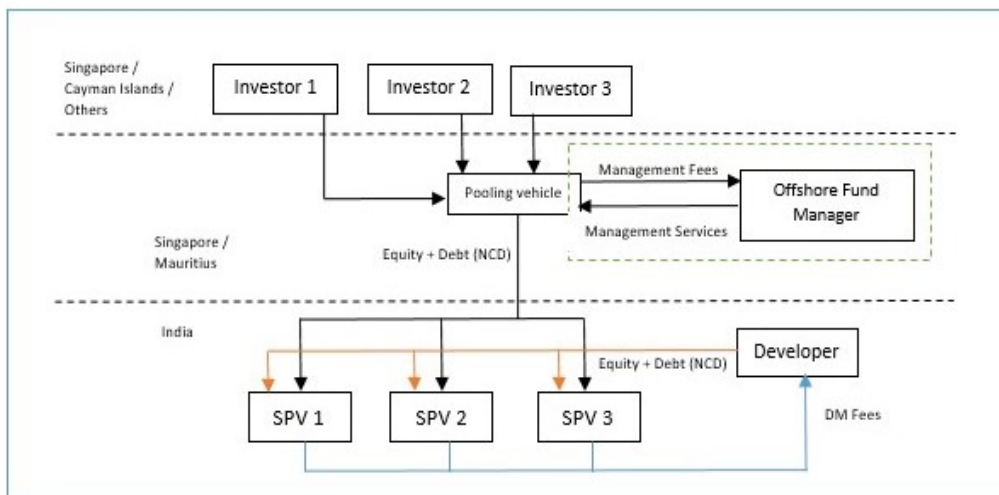 Singapore /
Cayman Islands /
Others
Investor 1
Investor 2
Investor 3
Management Fees
Pooling vehicle
Offshore Fund
Manager
Management Services
Singapore /
Mauritius
Equity + Debt (NCD)
India
Developer
Equity + Debt (NCD)
SPV 1
SPV 2
SPV 3
DM Fees